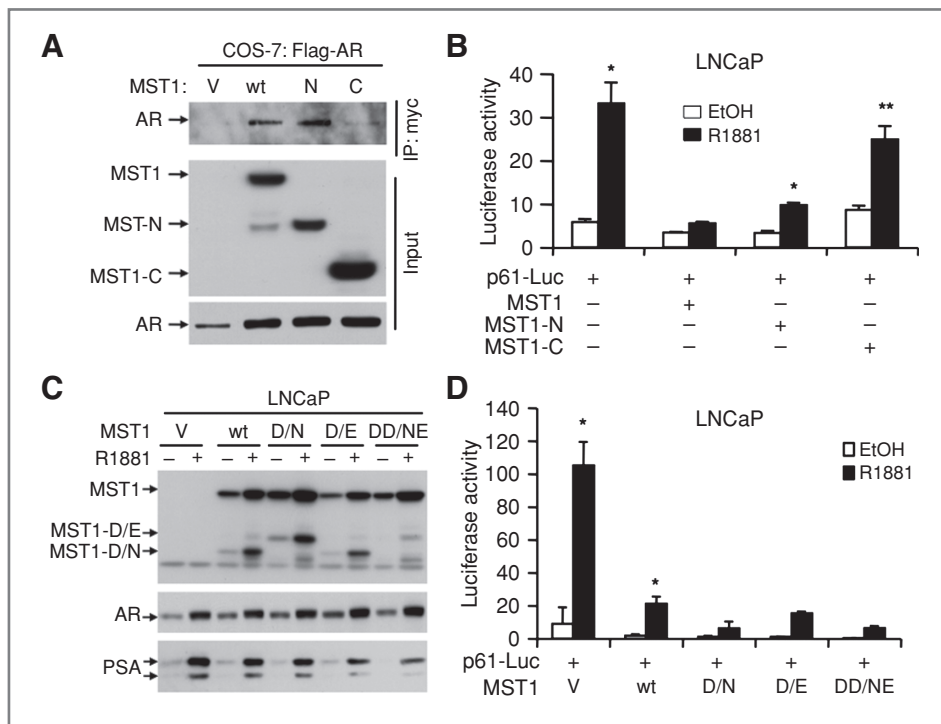 A
COS-7: Flag-AR
MST1: V wt N C
AR
IP: myc
MST1
MST-N
MST1-C
Input
AR
B
LNCaP
Luciferase activity
40
30
20
10
0
EtOH
R1881
*
*
**
p61-Luc + + + +
MST1 – + – –
MST1-N – – + –
MST1-C – – – +
C
LNCaP
MST1 V wt D/N D/E DD/NE
R1881 – + – + – + – + – +
MST1
MST1-D/E
MST1-D/N
AR
PSA
D
LNCaP
Luciferase activity
140
120
100
80
60
40
20
0
EtOH
R1881
*
*
p61-Luc + + + + +
MST1 V wt D/N D/E DD/NE